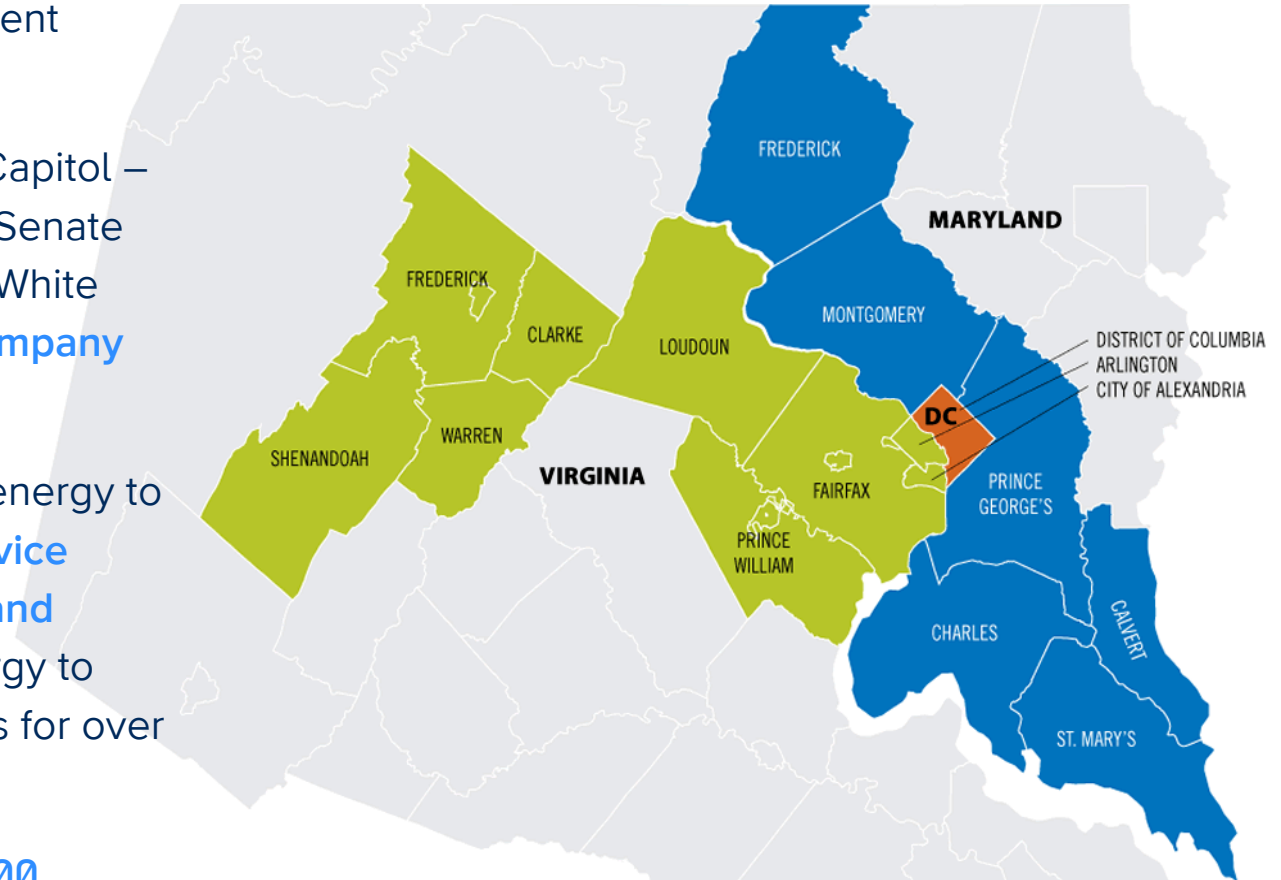 ent
Capitol –
Senate
White
mpany
energy to
vice
and
rgy to
s for over
00
FREDERICK
MARYLAND
FREDERICK
MONTGOMERY
CLARKE
LOUDOUN
DISTRICT OF COLUMBIA
ARLINGTON
CITY OF ALEXANDRIA
DC
WARREN
SHENANDOAH
VIRGINIA
FAIRFAX
PRINCE
GEORGE'S
PRINCE
WILLIAM
CHARLES
CALVERT
ST. MARY'S